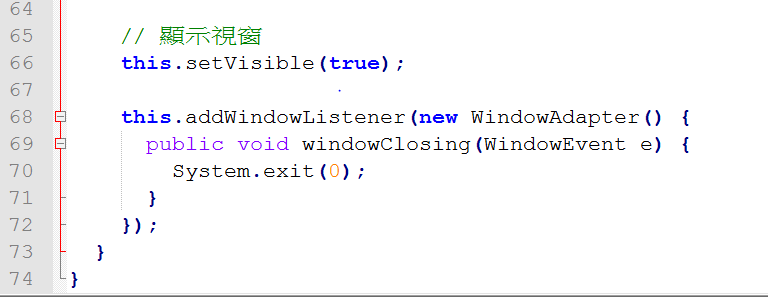 64
65 // 顯示視窗
66 this.setVisible(true);
67
68 this.addWindowListener(new WindowAdapter() {
69 public void windowClosing(WindowEvent e) {
70 System.exit(0);
71 }
72 });
73 }
74 }